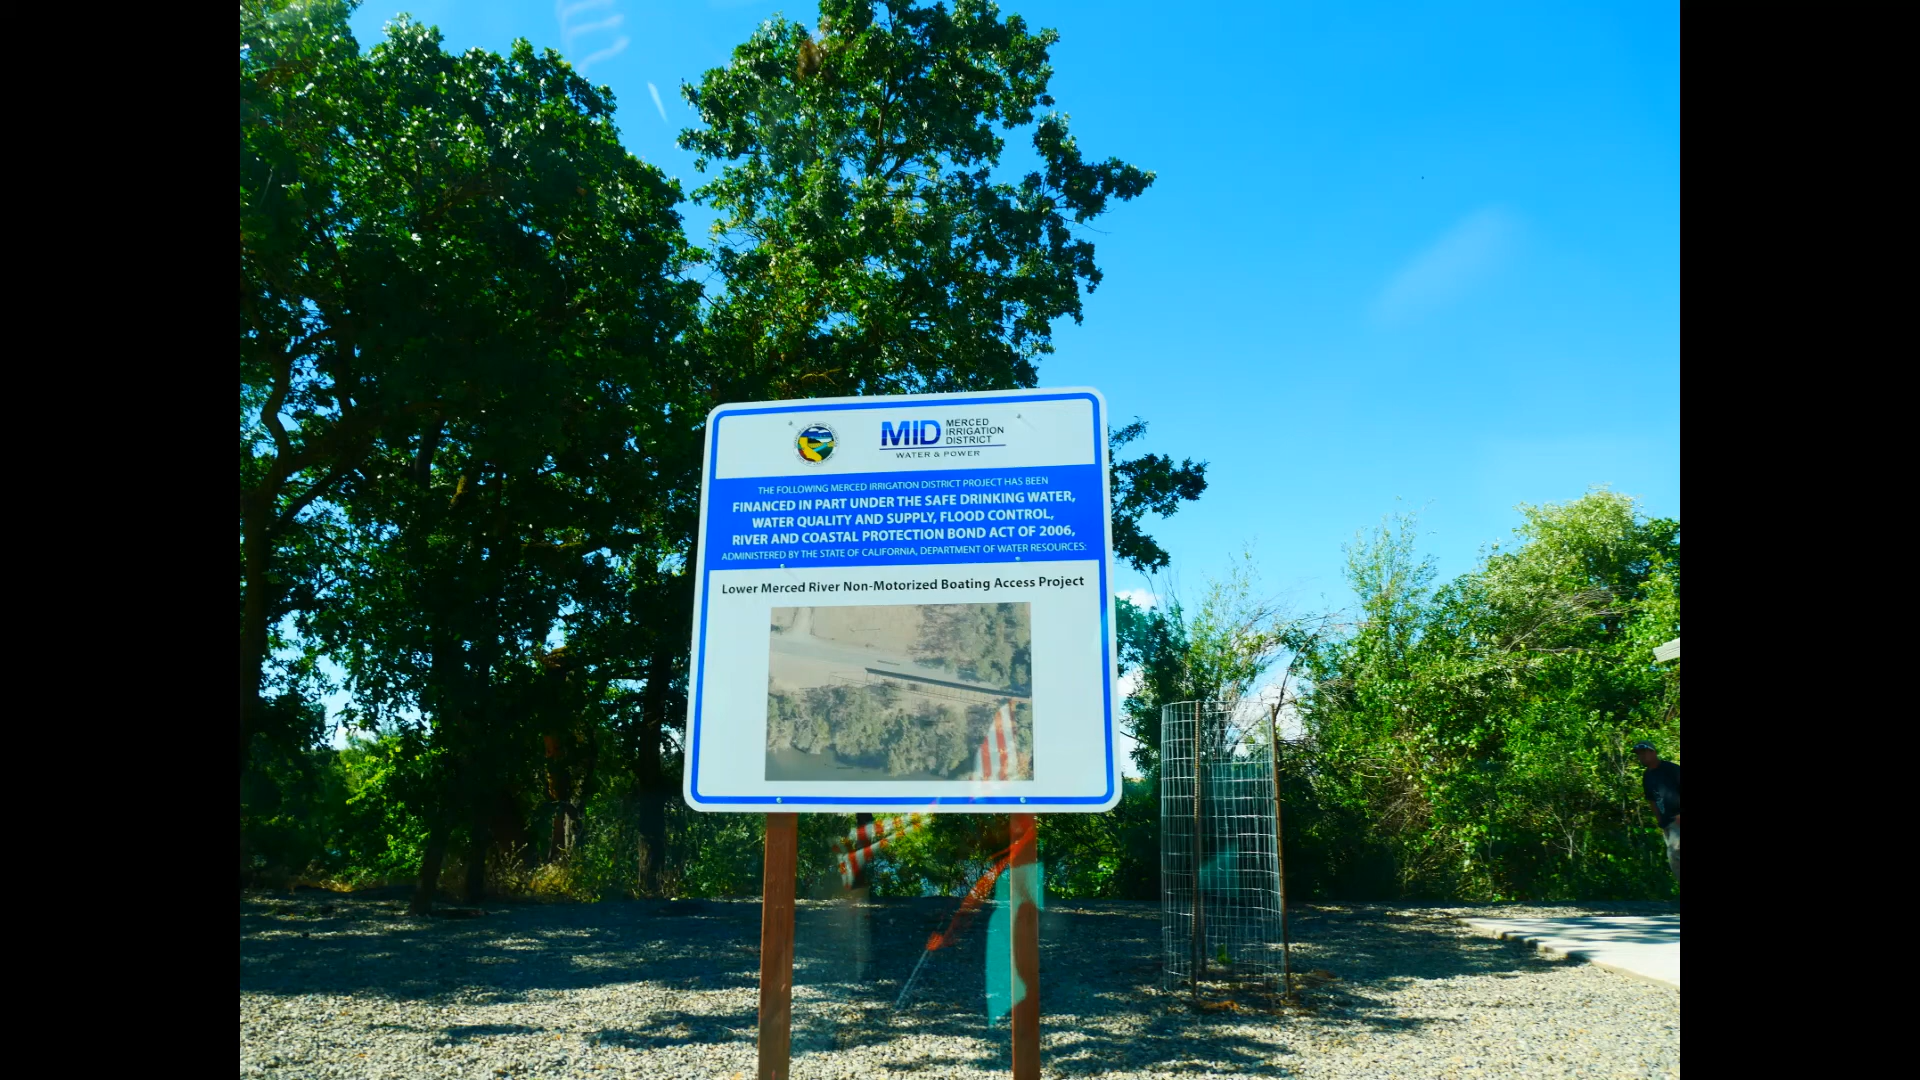 MID MERCED
IRRIGATION
DISTRICT
WATER & POWER
THE FOLLOWING MERCED IRRIGATION DISTRICT PROJECT HAS BEEN
FINANCED IN PART UNDER THE SAFE DRINKING WATER,
WATER QUALITY AND SUPPLY, FLOOD CONTROL,
RIVER AND COASTAL PROTECTION BOND ACT OF 2006,
ADMINISTERED BY THE STATE OF CALIFORNIA, DEPARTMENT OF WATER RESOURCES:
Lower Merced River Non-Motorized Boating Access Project